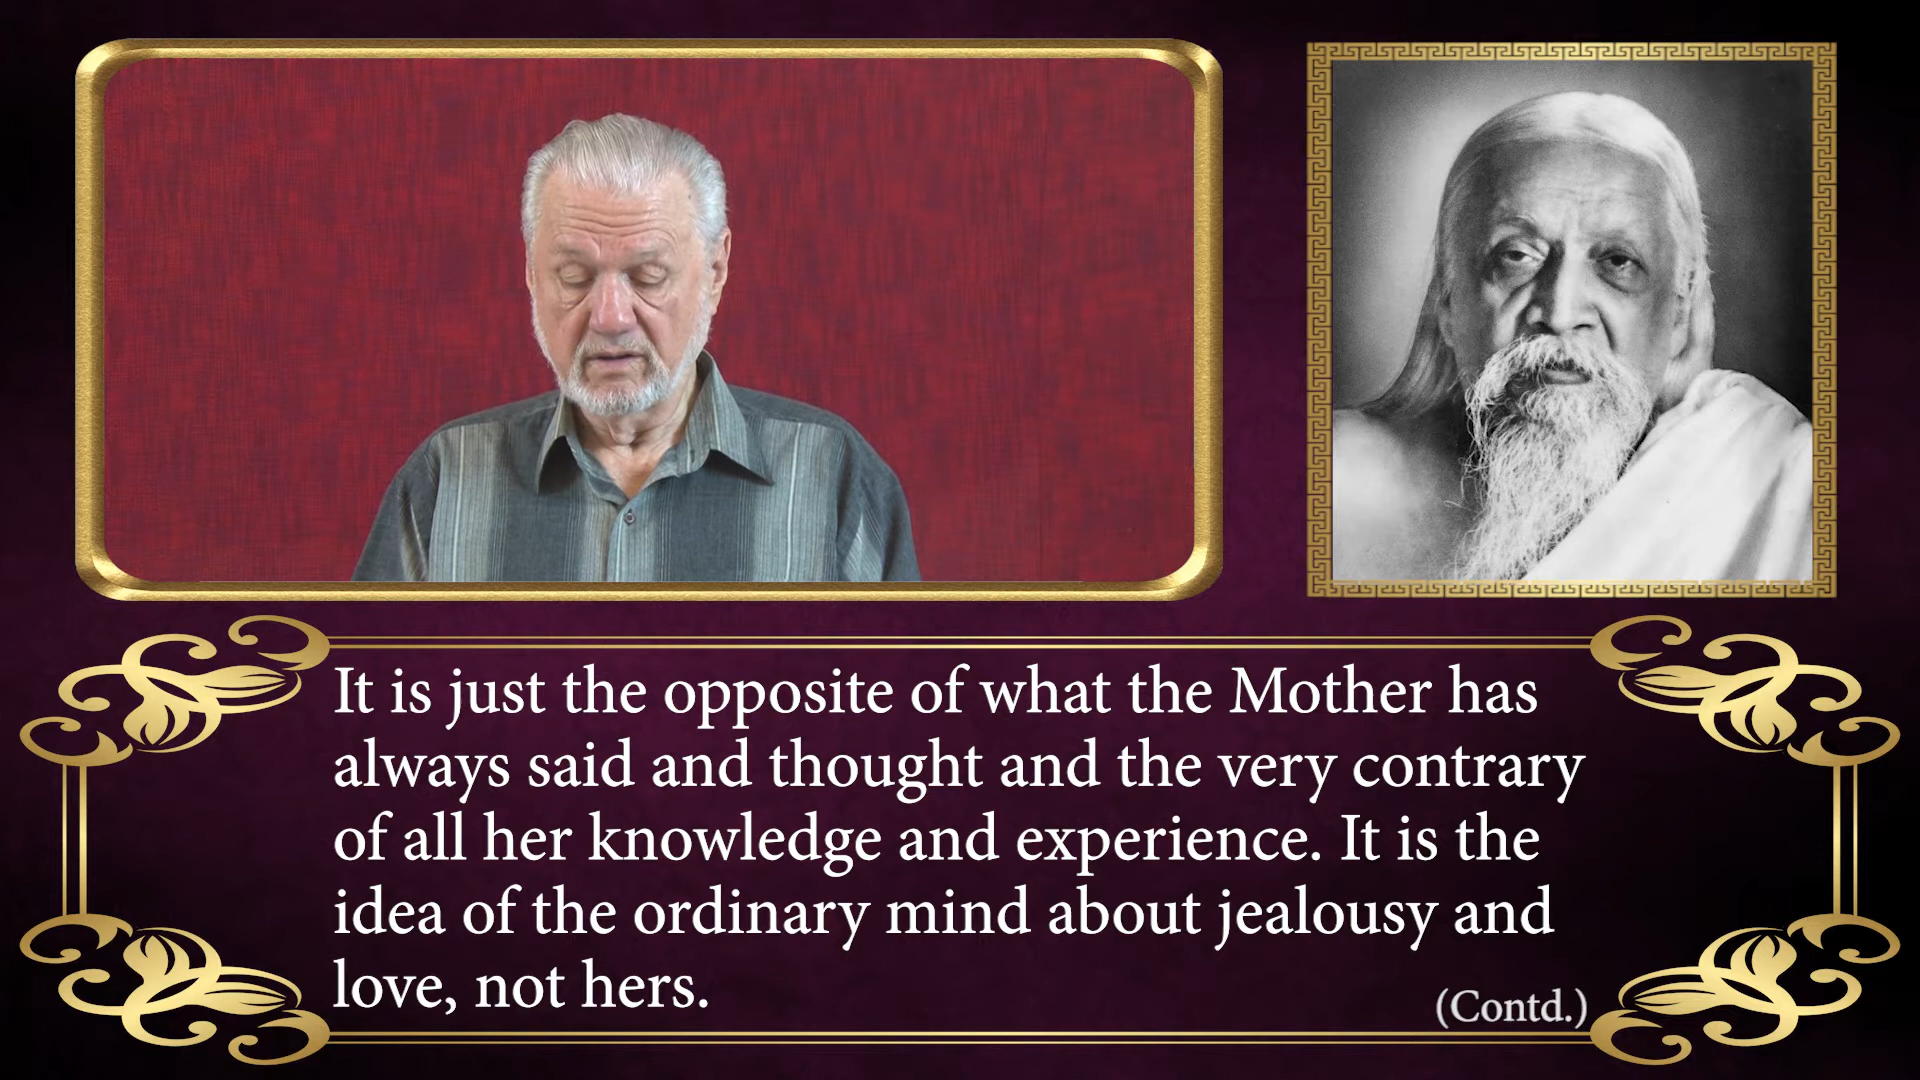 It is just the opposite of what the Mother has
always said and thought and the very contrary
of all her knowledge and experience. It is the
idea of the ordinary mind about jealousy and
love, not hers.
(Contd.)